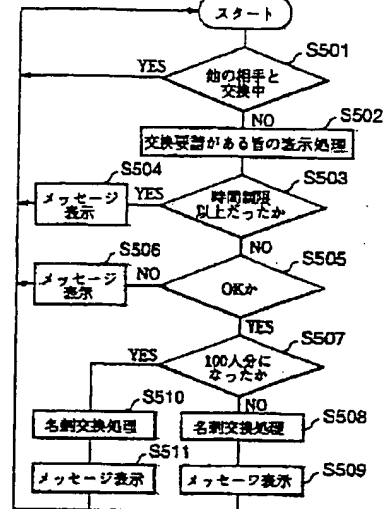 スタート
S501
YES
他の相手と
交換中
NO
S502
交換要請がある旨の表示処理
S504
S503
メッセージ
表示
YES
時間制限
以上だったか
NO
S506
S505
メッセージ
表示
NO
OKか
YES
S507
YES
100人分に
なったか
S510
NO
S508
名刺交換処理
名刺交換処理
S511
S509
メッセージ表示
メッセーワ表示